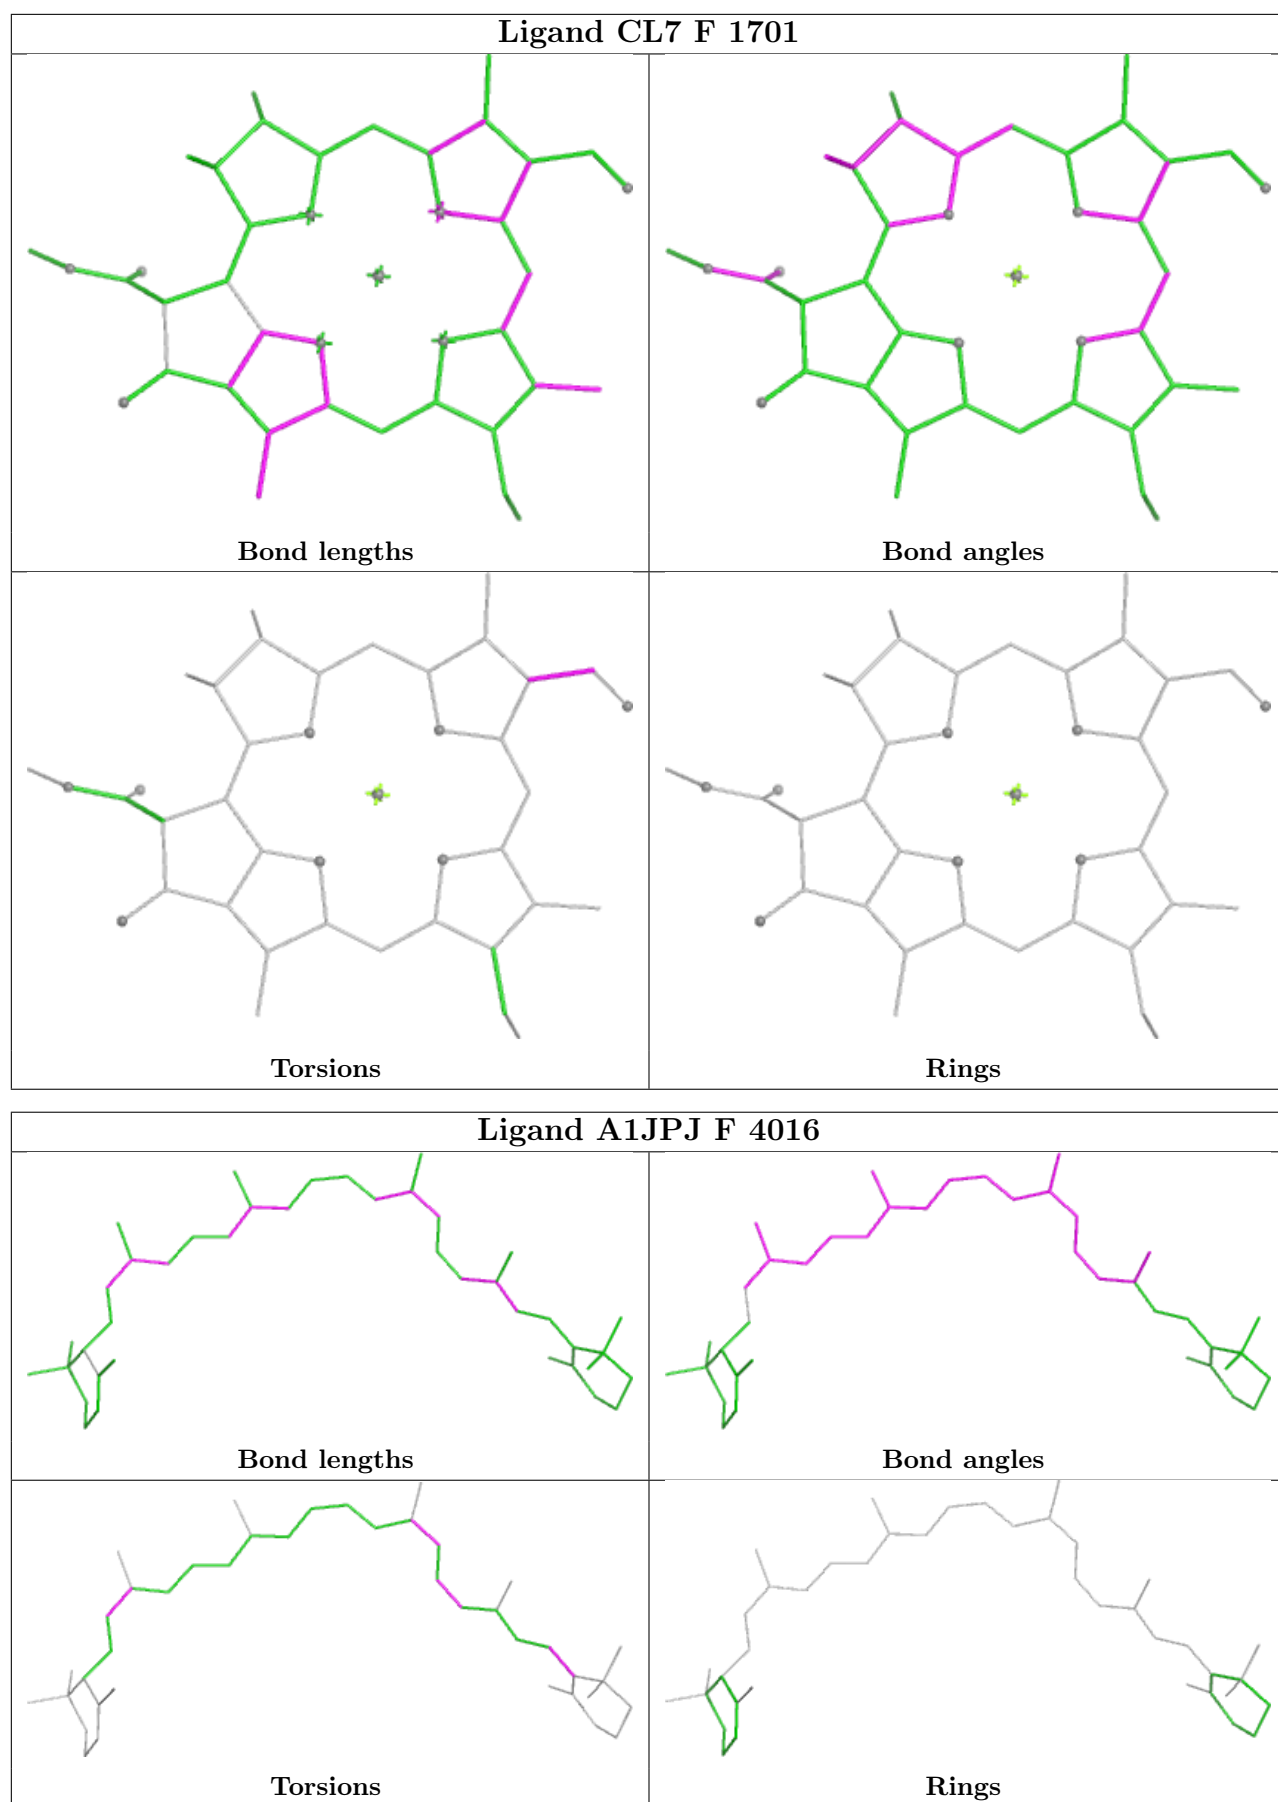 Ligand CL7 F 1701
Bond lengths
Bond angles
Torsions
Rings
Ligand A1JPJ F 4016
Bond lengths
Bond angles
Torsions
Rings